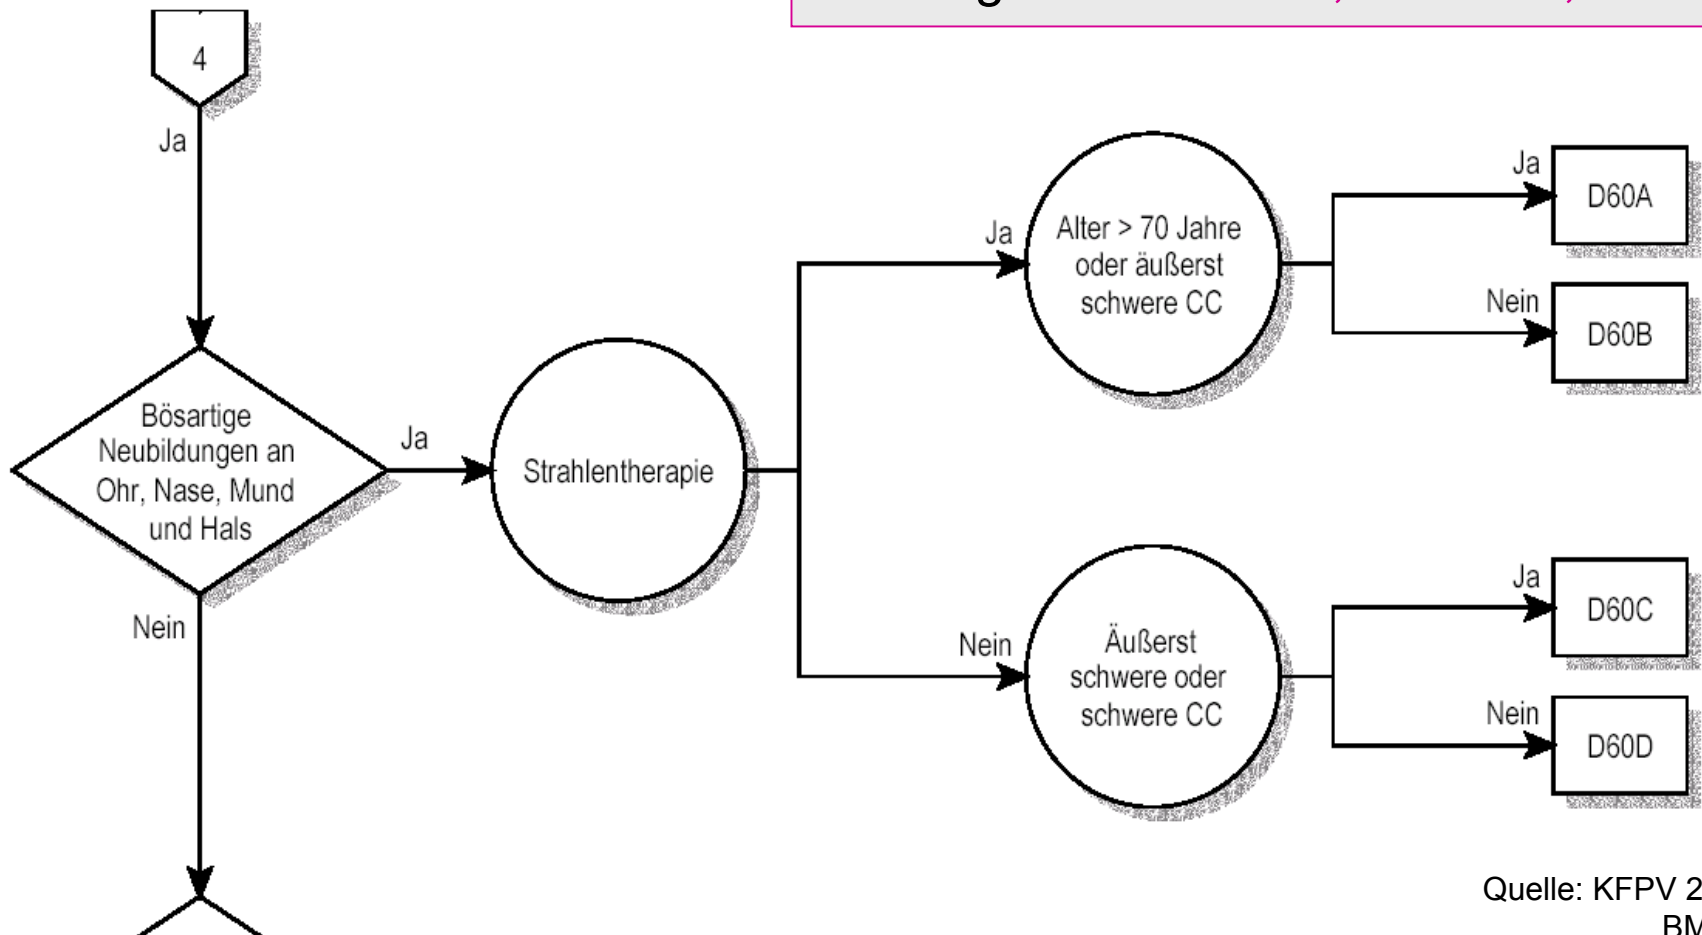 4
Ja
Bösartige
Neubildungen an
Ohr, Nase, Mund
und Hals
Ja
Nein
Strahlentherapie
Ja
Alter > 70 Jahre
oder äußerst
schwere CC
Ja
D60A
Nein
D60B
Nein
Äußerst
schwere oder
schwere CC
Ja
D60C
Nein
D60D
Quelle: KFPV 2
BM